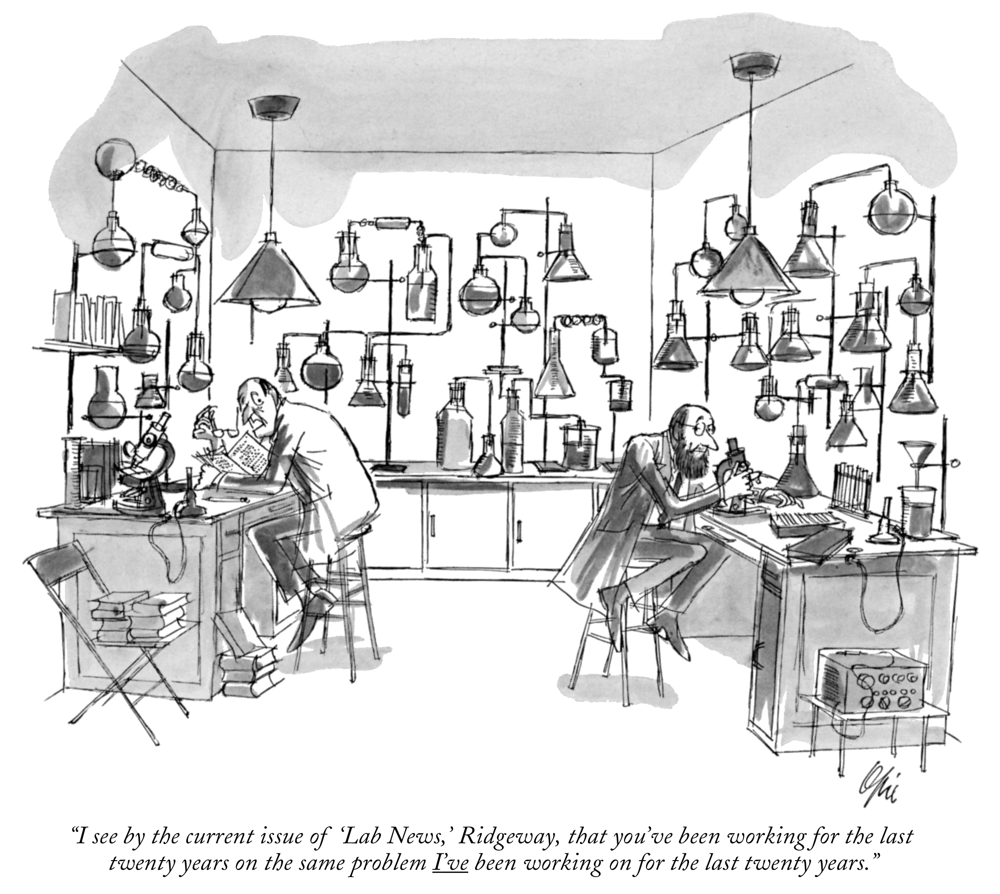 Opie
“I see by the current issue of ‘Lab News,’ Ridgeway, that you’ve been working for the last
twenty years on the same problem I’ve been working on for the last twenty years.”